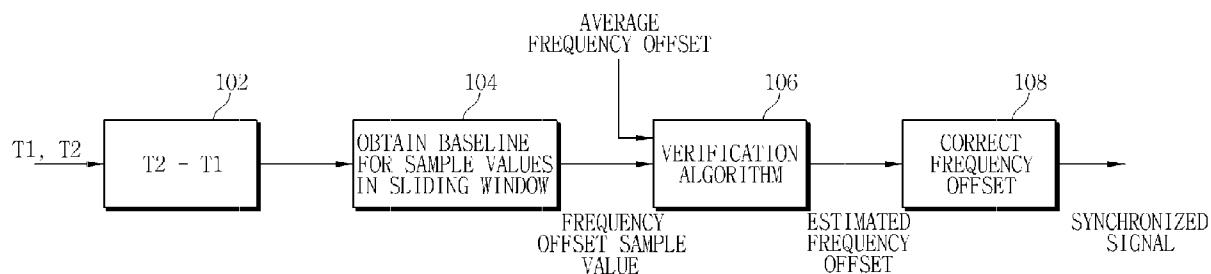 AVERAGE
FREQUENCY OFFSET
102
104
106
108
T1, T2
T2 - T1
OBTAIN BASELINE
FOR SAMPLE VALUES
IN SLIDING WINDOW
VERIFICATION
ALGORITHM
CORRECT
FREQUENCY
OFFSET
FREQUENCY
OFFSET SAMPLE
VALUE
ESTIMATED
FREQUENCY
OFFSET
SYNCHRONIZED
SIGNAL